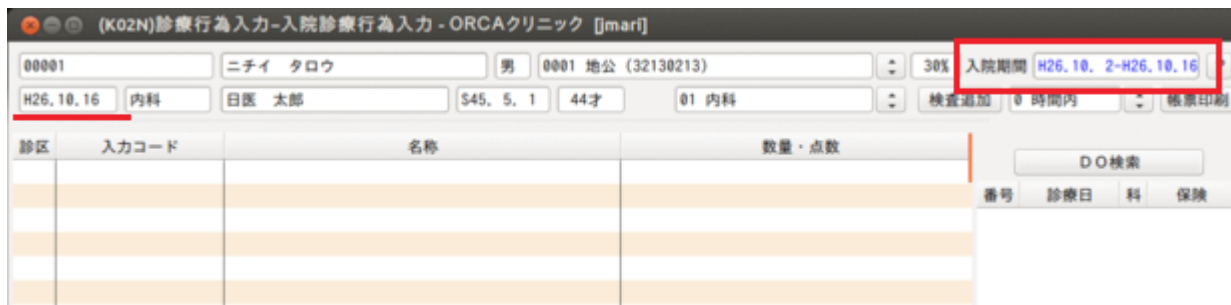 (K02N)診療行為入力-入院診療行為入力 - ORCAクリニック [jmari]
00001 ニチイ タロウ 男 0001 地公 (32130213) 30% 入院期間 H26.10. 2-H26.10.16
H26.10.16 内科 日医 太郎 S45. 5. 1 44才 01 内科 検査追加 0 時間内 帳票印刷
診区 入力コード 名称 数量・点数
DO検索
番号 診療日 科 保険